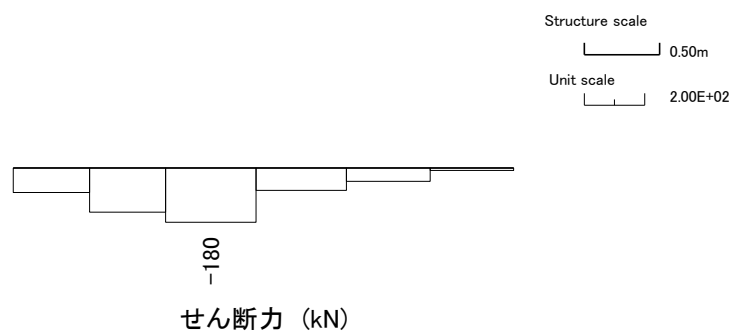 Structure scale
0.50m
Unit scale
2.00E+02
-180
せん断力 (kN)